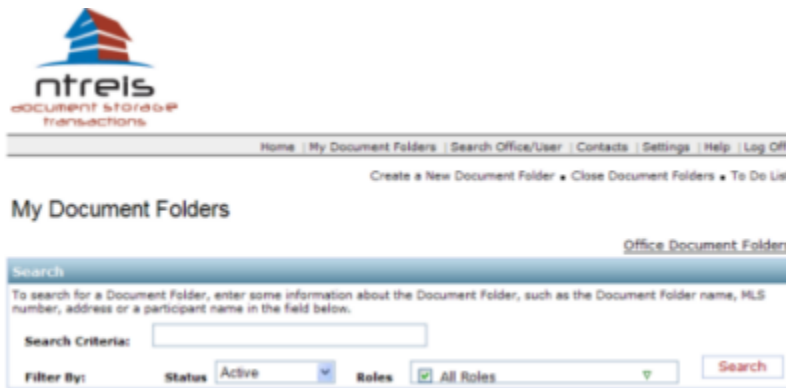 ntreis
document storage
transactions
Home | My Document Folders | Search Office/User | Contacts | Settings | Help | Log Off
Create a New Document Folder • Close Document Folders • To Do Lis
My Document Folders
Office Document Folder
Search
To search for a Document Folder, enter some information about the Document Folder, such as the Document Folder name, MLS
number, address or a participant name in the field below.
Search Criteria:
Filter By: Status Active Roles All Roles Search